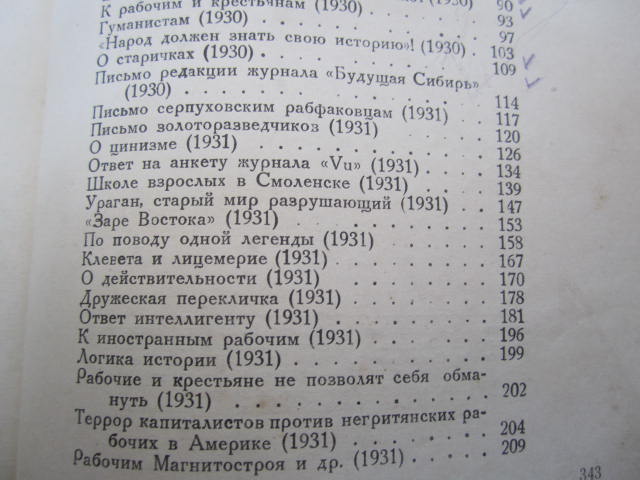 К рабочим и крестьянам (1930) . . . . . . 90
Гуманистам (1930) . . . . . . . . . . 93
«Народ должен знать свою историю»! (1930) . 97
О старичках (1930) . . . . . . . . . . 103
Письмо редакции журнала «Будущая Сибирь» 109
(1930) . . . . . . . . . . . .
Письмо серпуховским рабфаковцам (1931) . . 114
Письмо золоторазведчиков (1931) . . . . . 117
О цинизме (1931) . . . . . . . . . . 120
Ответ на анкету журнала «Vu» (1931) . . . . 126
Школе взрослых в Смоленске (1931) . . . . 134
Ураган, старый мир разрушающий (1931) . . 139
«Заре Востока» (1931) . . . . . . . . . 147
По поводу одной легенды (1931) . . . . . . 153
Клевета и лицемерие (1931) . . . . . . . 158
О действительности (1931) . . . . . . . . 167
Дружеская перекличка (1931) . . . . . . . 170
Ответ интеллигенту (1931) . . . . . . . . 178
К иностранным рабочим (1931) . . . . . . 181
Логика истории (1931) . . . . . . . . . 196
Рабочие и крестьяне не позволят себя обма- 199
нуть (1931) . . . . . . . . . . . 202
Террор капиталистов против негритянских ра-
бочих в Америке (1931) . . . . . . . 204
Рабочим Магнитостроя и др. (1931) . . . . . 209
343